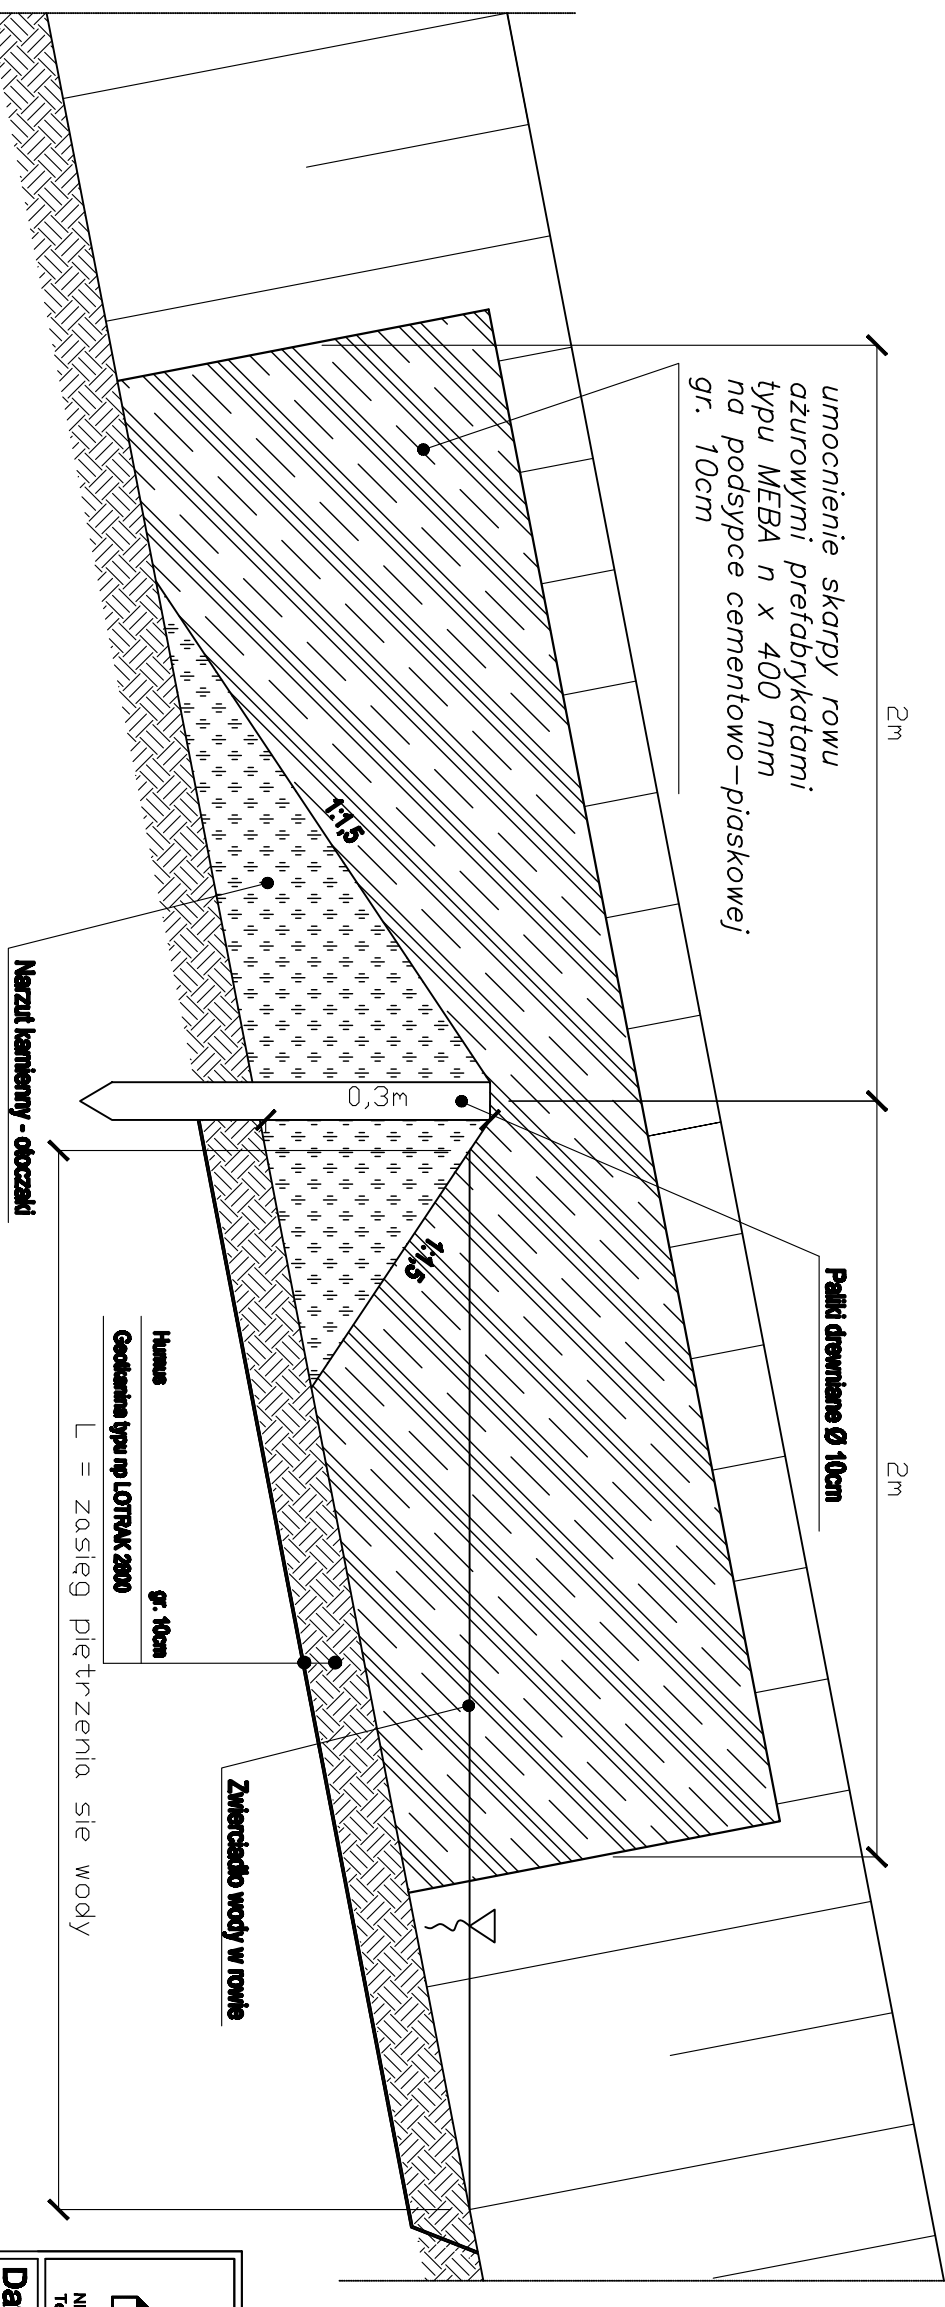 2m
2m
umocnienie skarpy rowu
ażurowymi prefabrykatami
typu MEBA n x 400 mm
na podsypce cementowo-piaskowej
gr. 10cm
Paliki drewniane Ø 10cm
1:1,5
0,3m
1:1,5
Narzut kamienny - otoczaki
Humus gr. 10cm
Geotkanina typu np LOTRAK 2800
Zwierciadło wody w rowie
L = zasięg piętrzenia sie wody